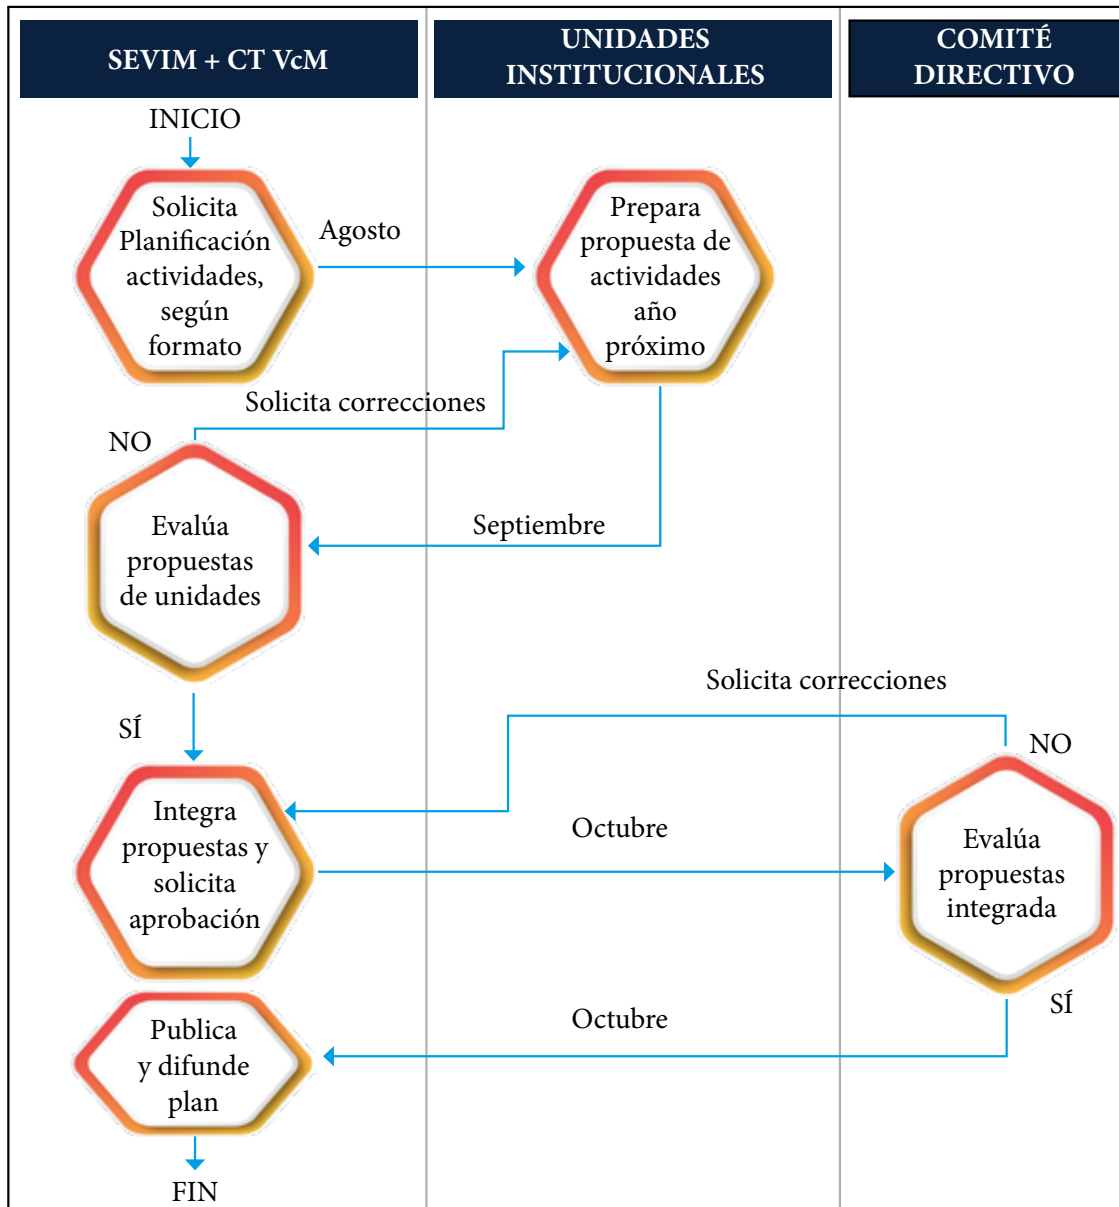 SEVIM + CT VcM
UNIDADES
INSTITUCIONALES
COMITÉ
DIRECTIVO
INICIO
Solicita
Planificación
actividades,
según
formato
Agosto
Prepara
propuesta de
actividades
año
próximo
Solicita correcciones
NO
Evalúa
propuestas
de unidades
Septiembre
SÍ
Solicita correcciones
NO
Integra
propuestas y
solicita
aprobación
Octubre
Evalúa
propuestas
integrada
SÍ
Octubre
Publica
y difunde
plan
FIN